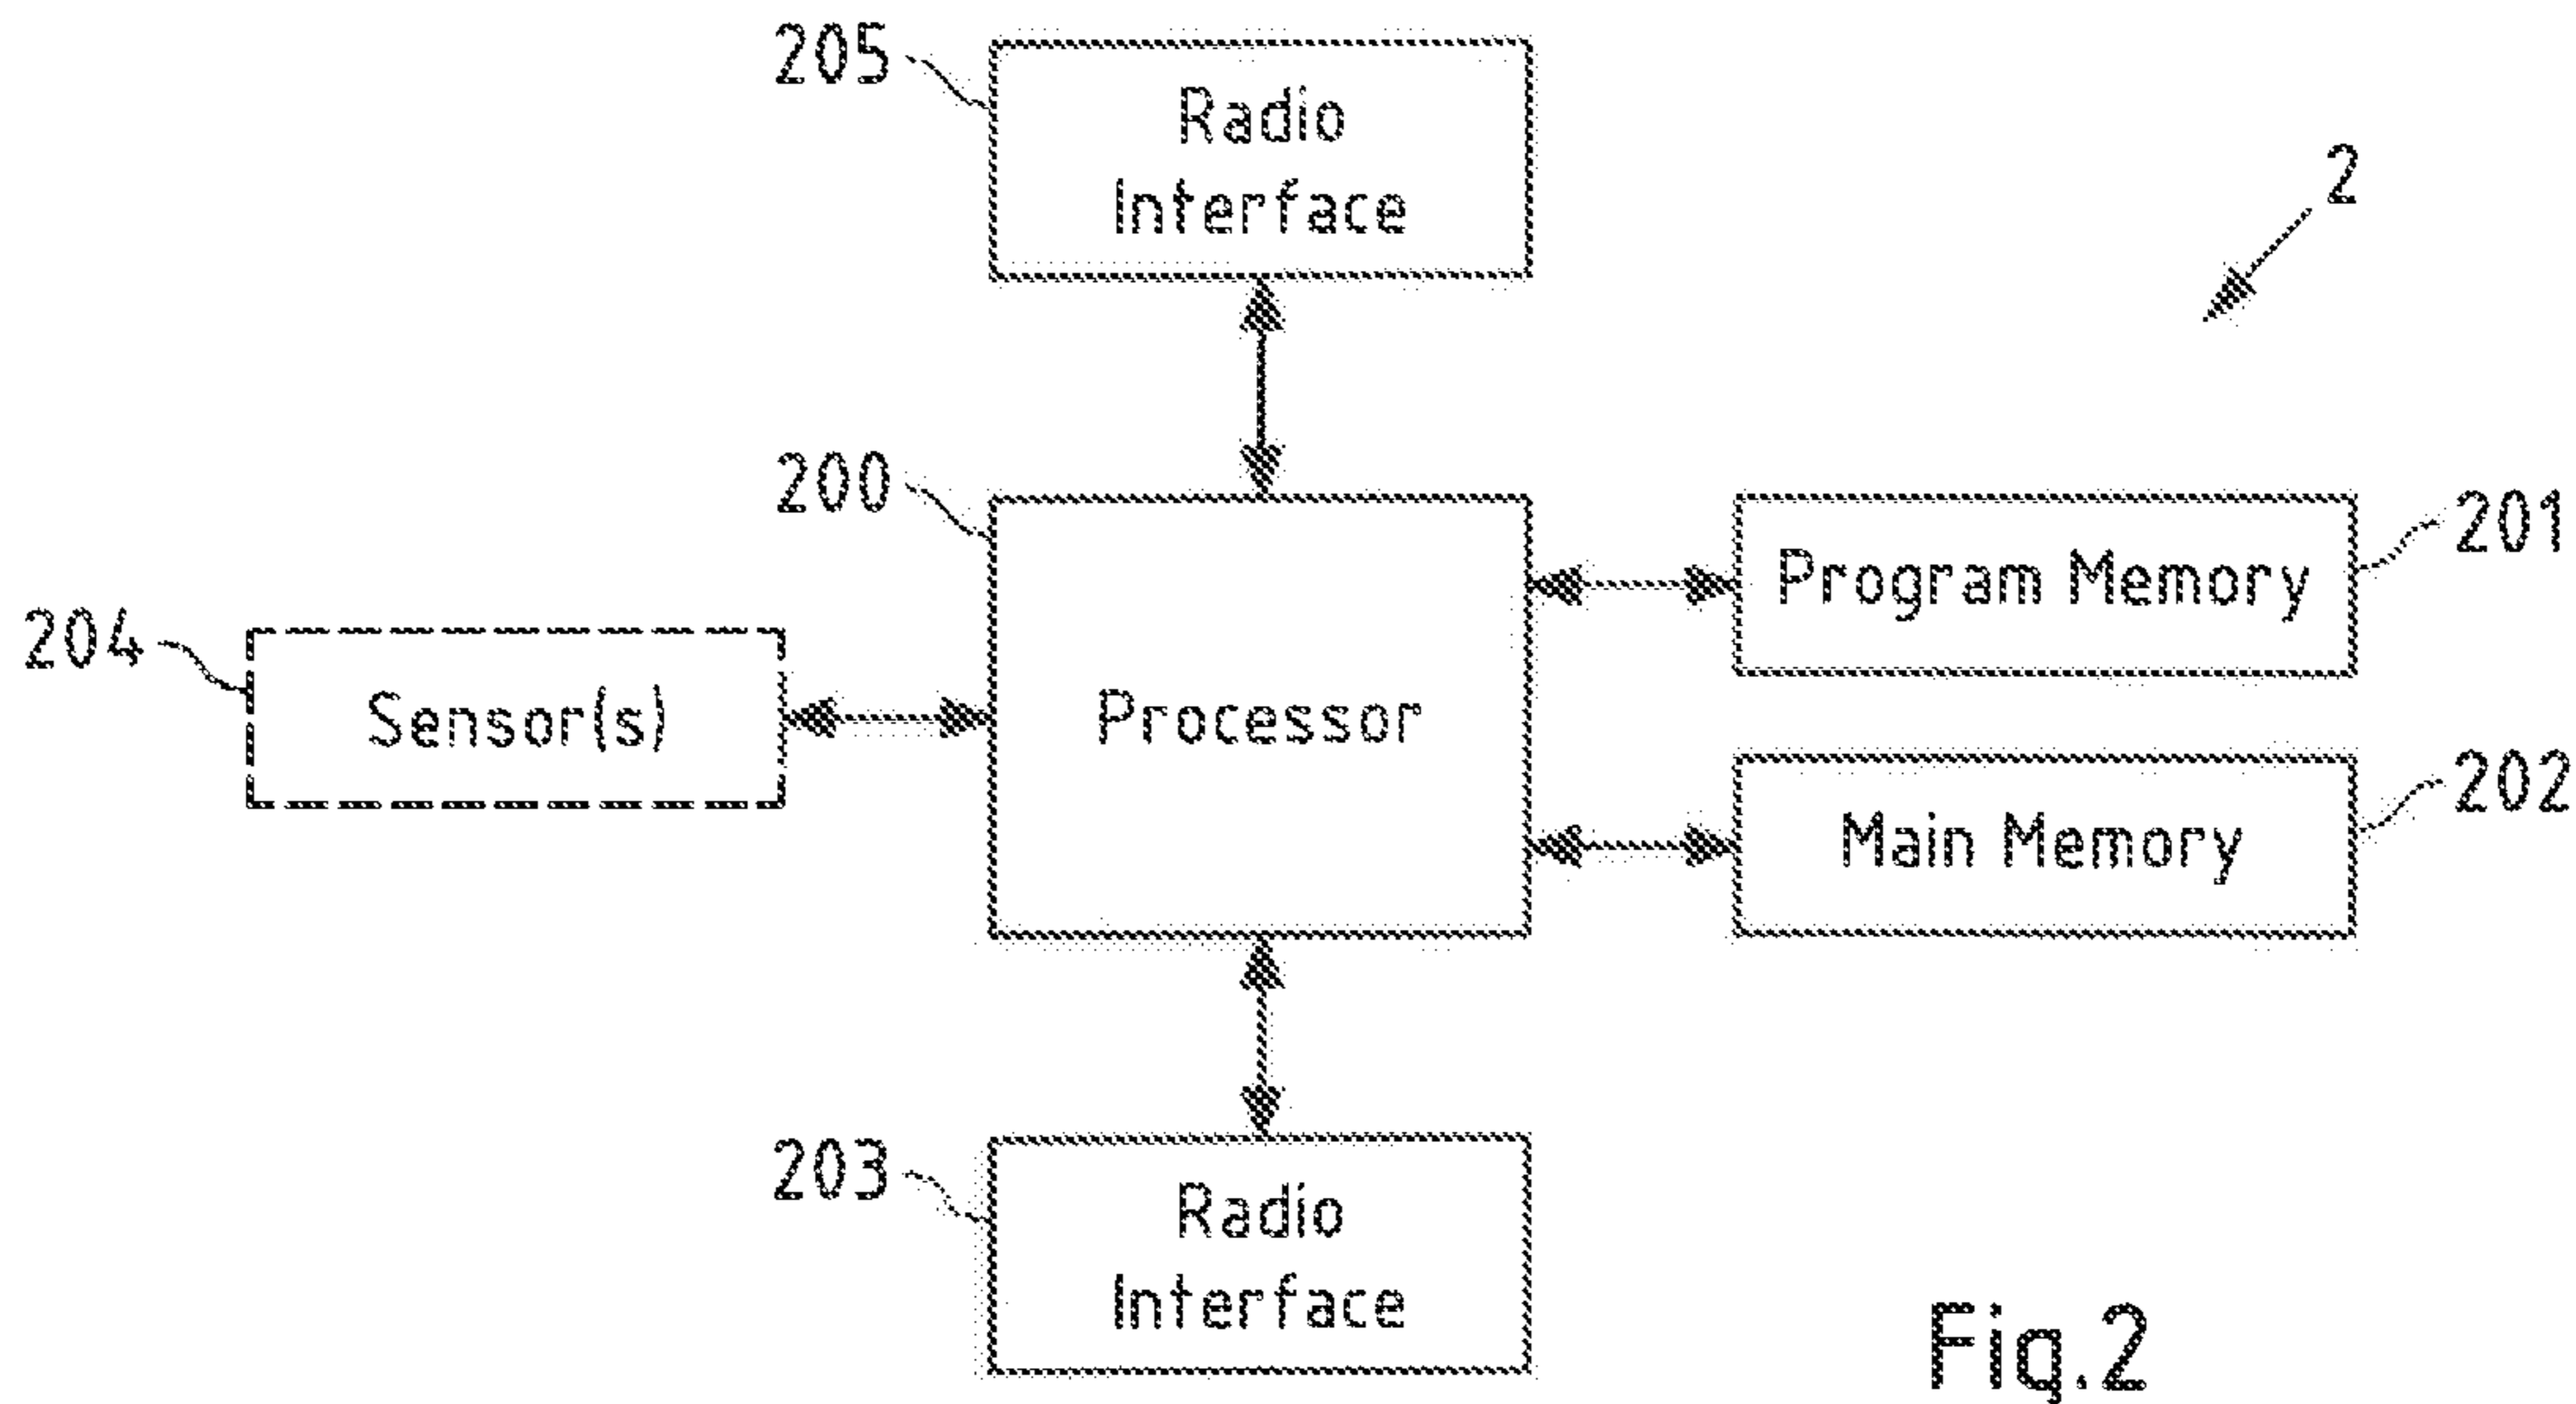 205
Radio
Interface
2
200
Processor
Program Memory
201
204
Sensor(s)
Main Memory
202
203
Radio
Interface
Fig.2